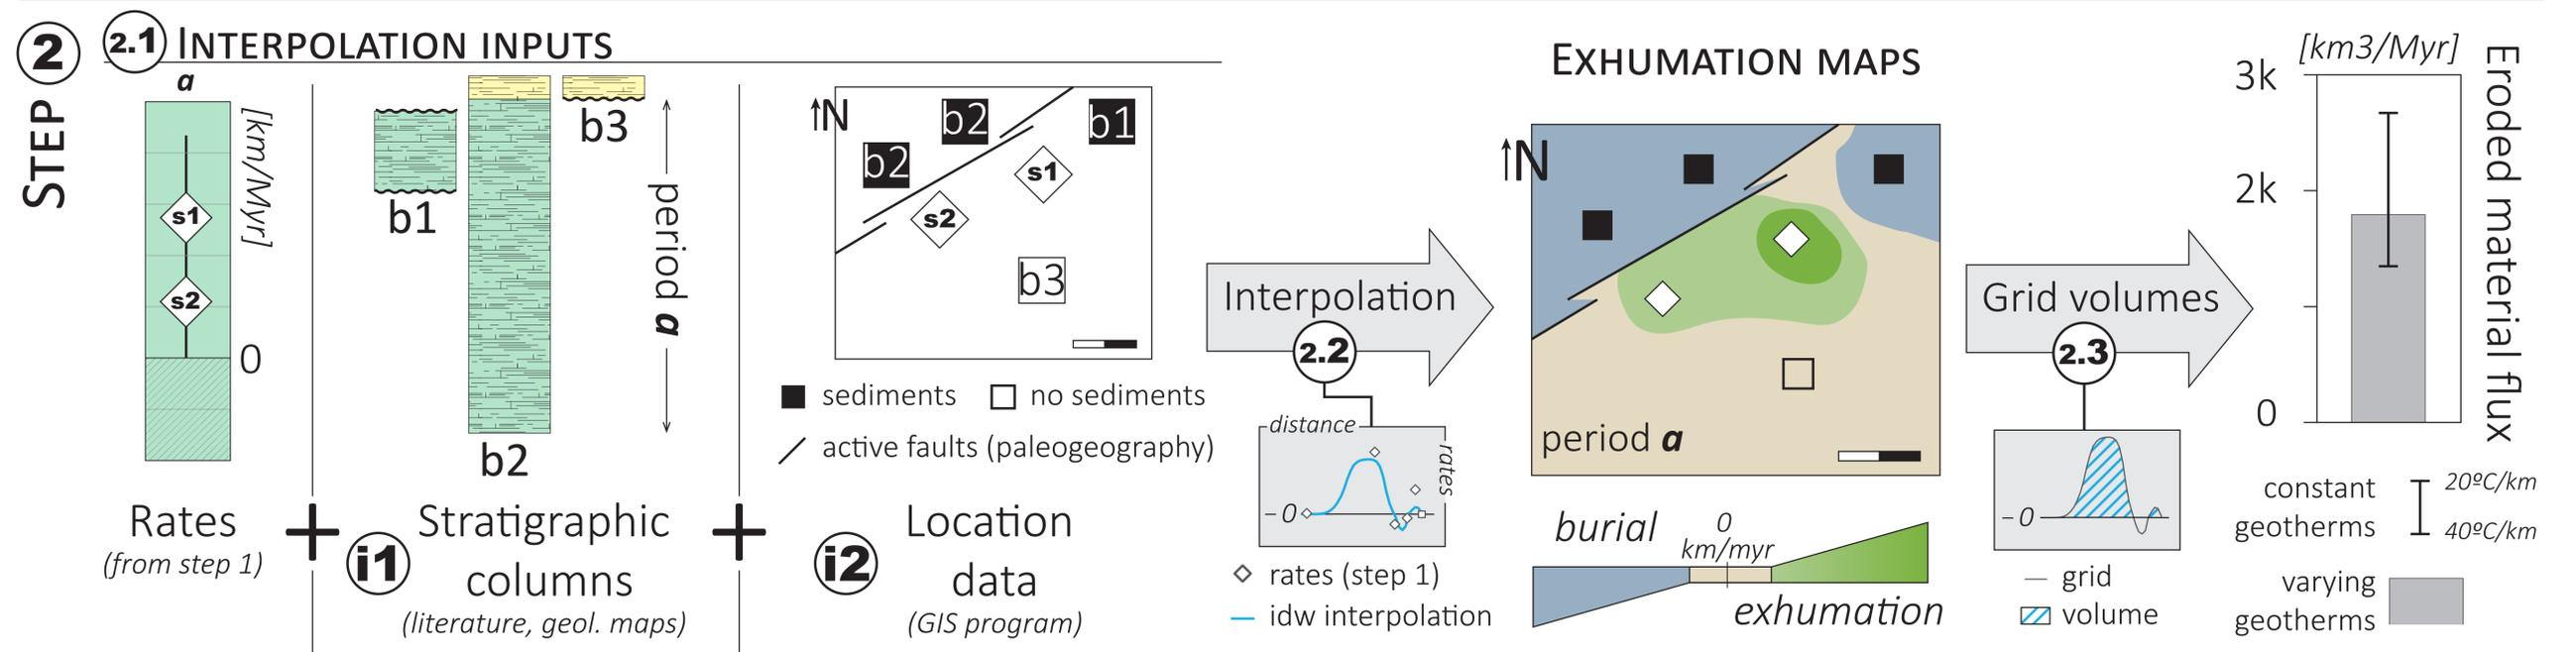 STEP 2
2.1 INTERPOLATION INPUTS
a
[km/Myr]
s1
s2
0
Rates
(from step 1)
+
b1
b2
b3
period a
i1
Stratigraphic
columns
(literature, geol. maps)
+
↑N
b2
b1
b2
s1
s2
b3
sediments
no sediments
active faults (paleogeography)
i2
Location
data
(GIS program)
Interpolation
2.2
distance
rates
0
rates (step 1)
idw interpolation
EXHUMATION MAPS
↑N
period a
burial
0
km/myr
exhumation
Grid volumes
2.3
0
grid
volume
[km3/Myr]
3k
2k
0
Eroded material flux
constant
geotherms
20ºC/km
40ºC/km
varying
geotherms